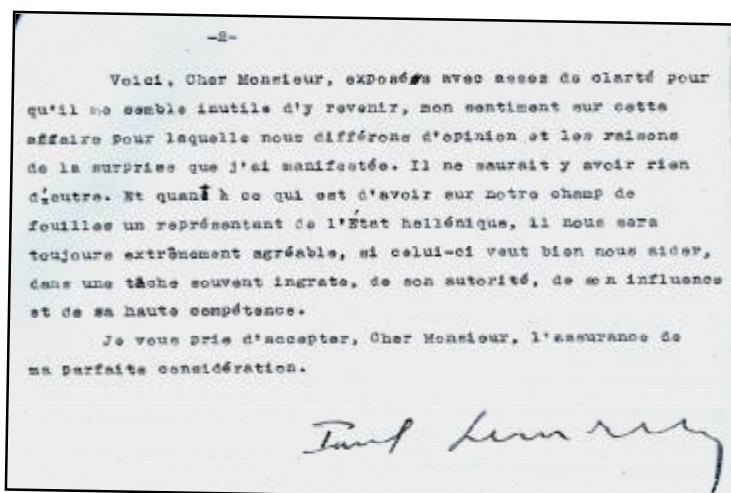 -2-
Voici, Cher Monsieur, exposées avec assez de clarté pour
qu'il me semble inutile d'y revenir, mon sentiment sur cette
affaire pour laquelle nous différons d'opinion et les raisons
de la surprise que j'ai manifestée. Il ne saurait y avoir rien
d'autre. Et quant à ce qui est d'avoir sur notre champ de
fouilles un représentant de l'État hellénique, il nous sera
toujours extrêmement agréable, si celui-ci veut bien nous aider,
dans une tâche souvent ingrate, de son autorité, de son influence
et de sa haute compétence.
Je vous prie d'accepter, Cher Monsieur, l'assurance de
ma parfaite considération.
Paul